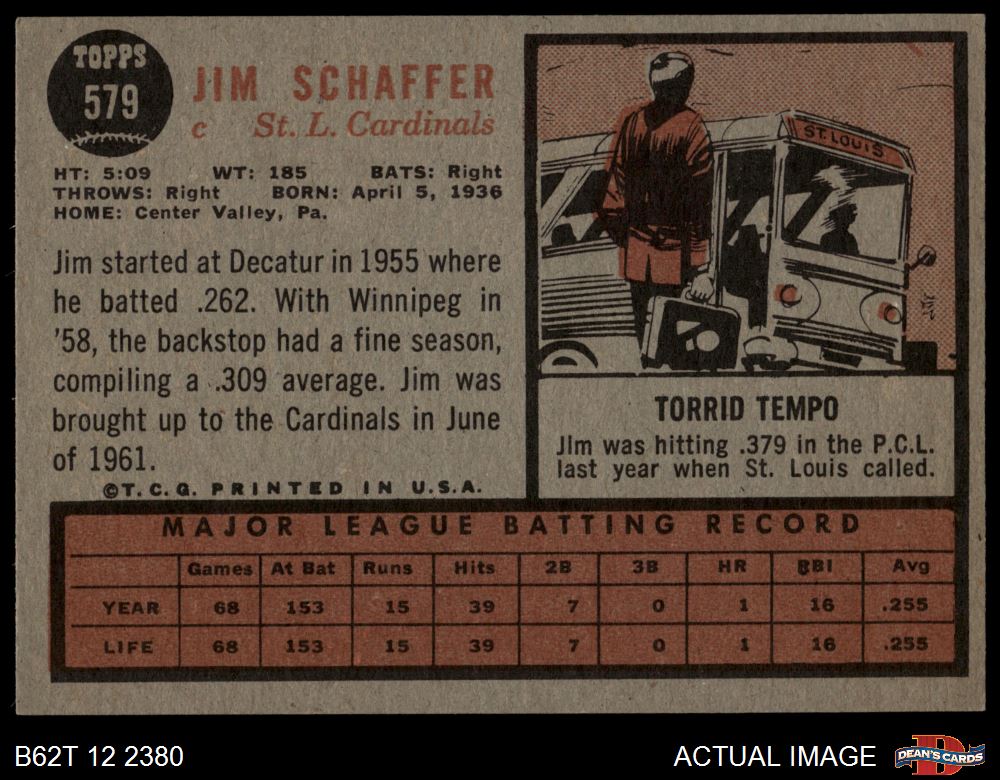 TOPPS
579
JIM SCHAFFER
c St. L. Cardinals
HT: 5:09 WT: 185 BATS: Right
THROWS: Right BORN: April 5, 1936
HOME: Center Valley, Pa.
Jim started at Decatur in 1955 where
he batted .262. With Winnipeg in
'58, the backstop had a fine season,
compiling a .309 average. Jim was
brought up to the Cardinals in June
of 1961.
©T.C.G. PRINTED IN U.S.A.
ST. LOUIS
TORRID TEMPO
JIm was hitting .379 in the P.C.L.
last year when St. Louis called.
MAJOR LEAGUE BATTING RECORD
Games At Bat Runs Hits 2B 3B HR RBI Avg
YEAR 68 153 15 39 7 0 1 16 .255
LIFE 68 153 15 39 7 0 1 16 .255
B62T 12 2380
ACTUAL IMAGE
DEAN'S CARDS